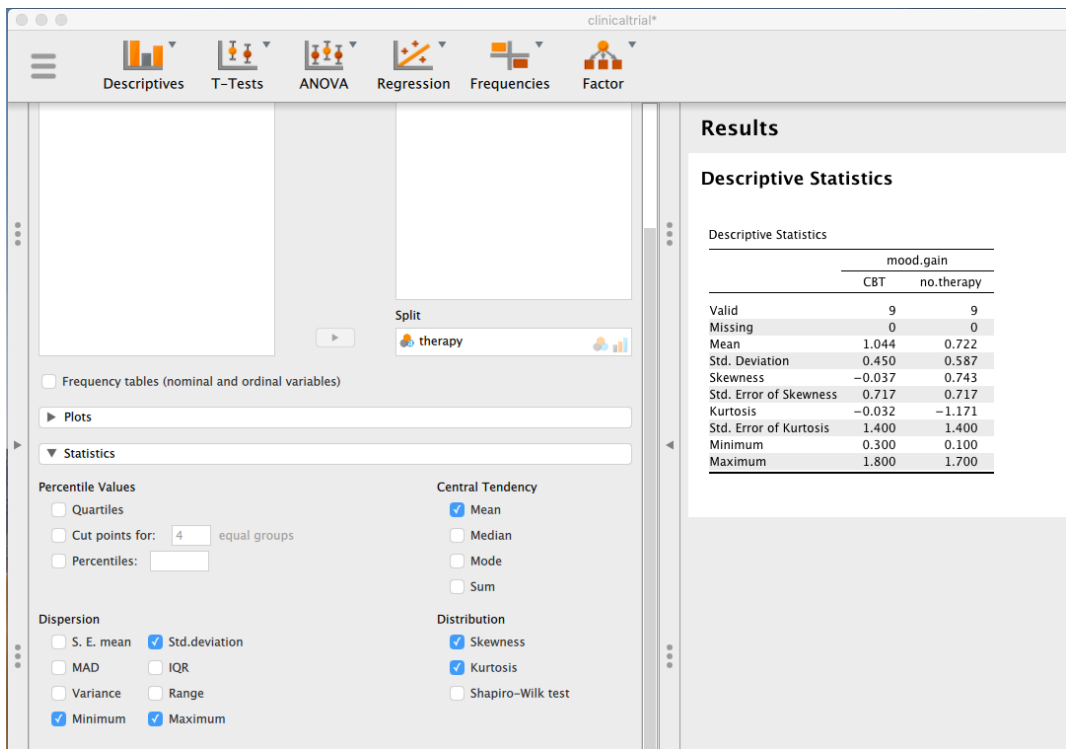 clinicaltrial*
Descriptives T-Tests ANOVA Regression Frequencies Factor
Split
therapy
Frequency tables (nominal and ordinal variables)
Plots
Statistics
Percentile Values
Quartiles
Cut points for: 4 equal groups
Percentiles:
Central Tendency
Mean
Median
Mode
Sum
Dispersion
S. E. mean Std.deviation
MAD IQR
Variance Range
Minimum Maximum
Distribution
Skewness
Kurtosis
Shapiro-Wilk test
Results
Descriptive Statistics
Descriptive Statistics
mood.gain
CBT no.therapy
Valid 9 9
Missing 0 0
Mean 1.044 0.722
Std. Deviation 0.450 0.587
Skewness −0.037 0.743
Std. Error of Skewness 0.717 0.717
Kurtosis −0.032 −1.171
Std. Error of Kurtosis 1.400 1.400
Minimum 0.300 0.100
Maximum 1.800 1.700